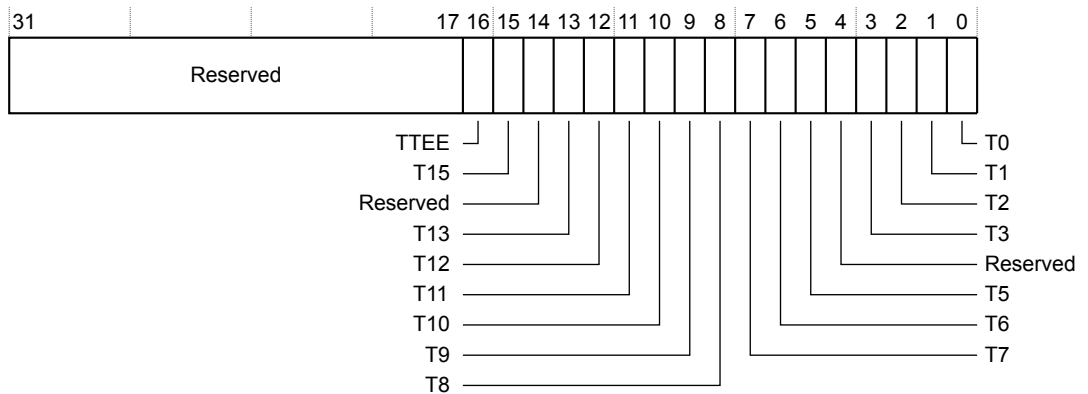 31 17 16 15 14 13 12 11 10 9 8 7 6 5 4 3 2 1 0
Reserved
TTEE T0
T15 T1
Reserved T2
T13 T3
T12 Reserved
T11 T5
T10 T6
T9 T7
T8